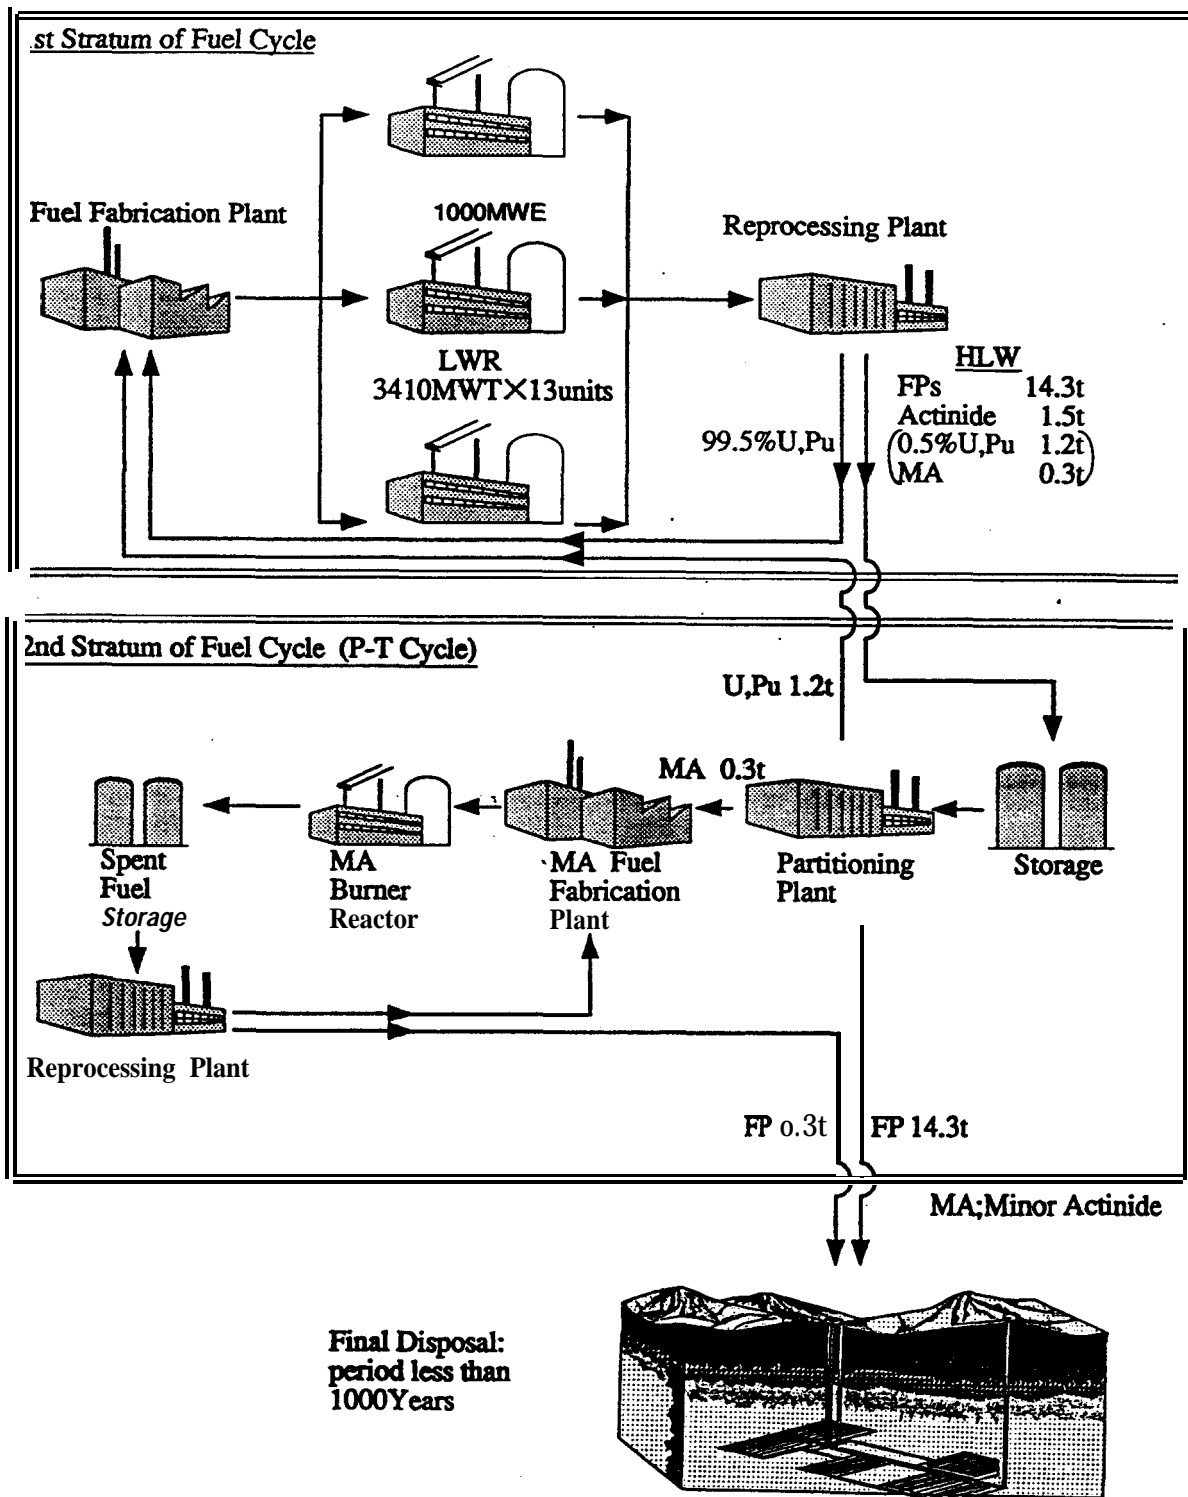 .st Stratum of Fuel Cycle
Fuel Fabrication Plant
1000MWE
Reprocessing Plant
LWR
3410MWT×13units
HLW
FPs 14.3t
Actinide 1.5t
(0.5%U,Pu 1.2t)
(MA 0.3t)
99.5%U,Pu
2nd Stratum of Fuel Cycle (P-T Cycle)
U,Pu 1.2t
MA 0.3t
Spent
Fuel
Storage
MA
Burner
Reactor
MA Fuel
Fabrication
Plant
Partitioning
Plant
Storage
Reprocessing Plant
FP o.3t
FP 14.3t
MA;Minor Actinide
Final Disposal:
period less than
1000Years